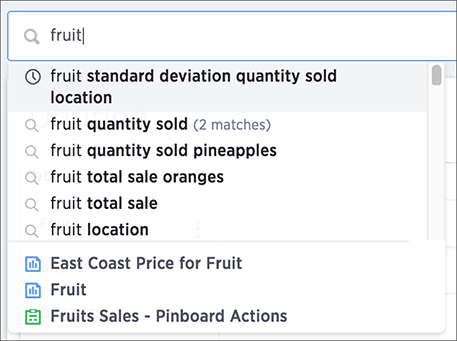 fruit
fruit standard deviation quantity sold
location
fruit quantity sold (2 matches)
fruit quantity sold pineapples
fruit total sale oranges
fruit total sale
fruit location
East Coast Price for Fruit
Fruit
Fruits Sales - Pinboard Actions